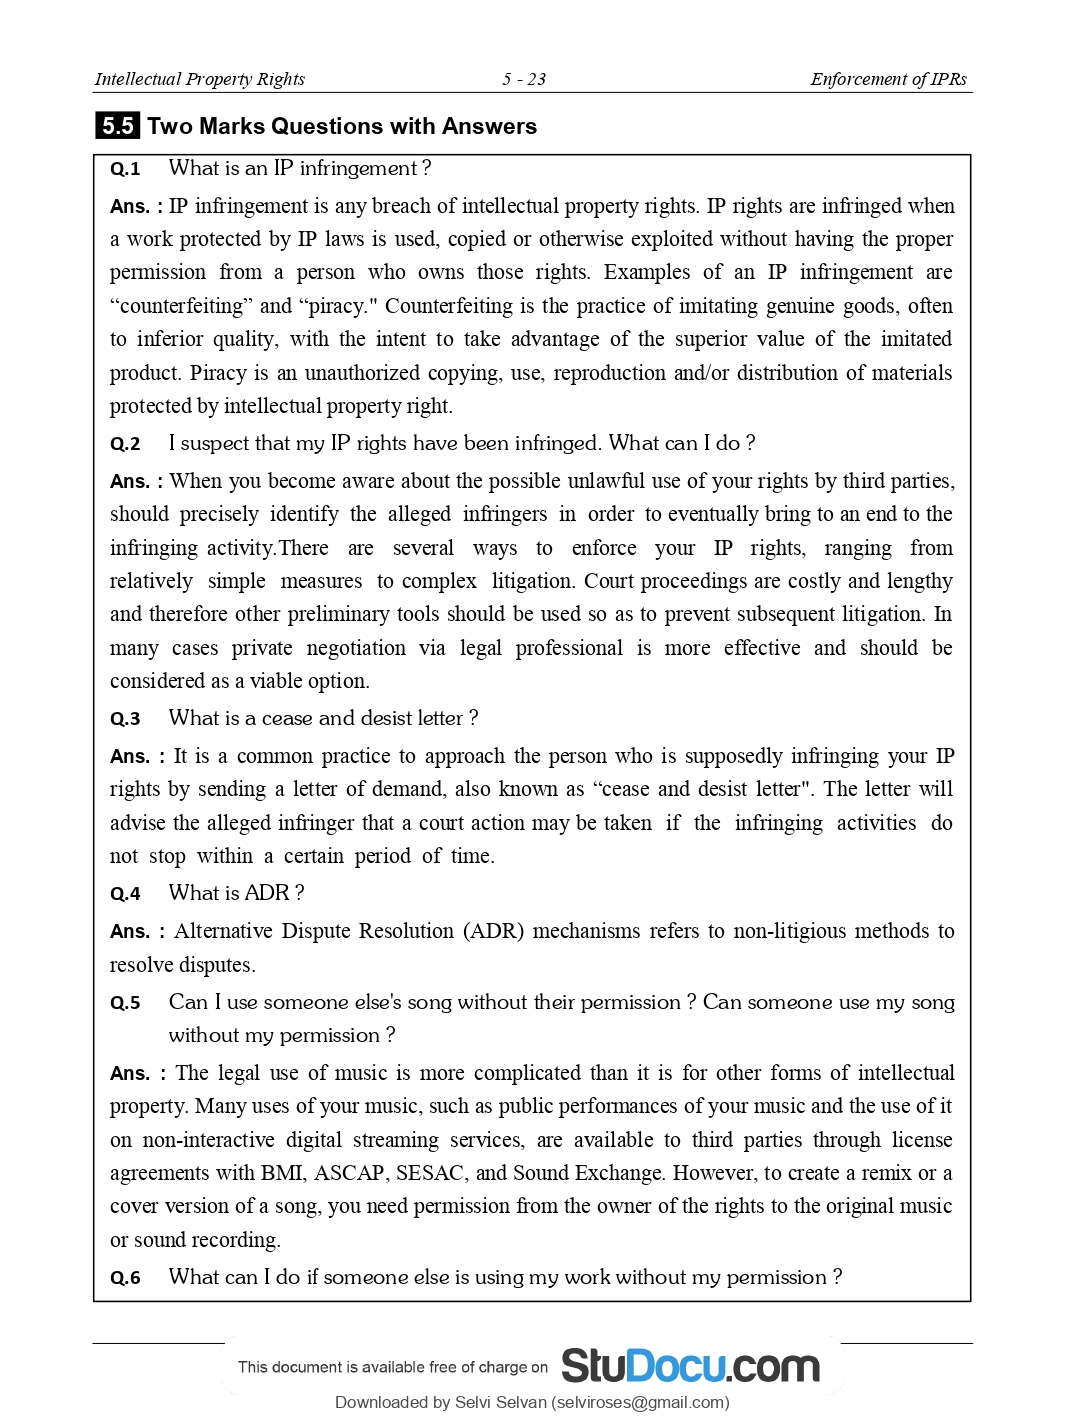 Intellectual Property Rights 5 - 23 Enforcement of IPRs
5.5 Two Marks Questions with Answers
Q.1 What is an IP infringement ?
Ans. : IP infringement is any breach of intellectual property rights. IP rights are infringed when
a work protected by IP laws is used, copied or otherwise exploited without having the proper
permission from a person who owns those rights. Examples of an IP infringement are
“counterfeiting” and “piracy." Counterfeiting is the practice of imitating genuine goods, often
to inferior quality, with the intent to take advantage of the superior value of the imitated
product. Piracy is an unauthorized copying, use, reproduction and/or distribution of materials
protected by intellectual property right.
Q.2 I suspect that my IP rights have been infringed. What can I do ?
Ans. : When you become aware about the possible unlawful use of your rights by third parties,
should precisely identify the alleged infringers in order to eventually bring to an end to the
infringing activity.There are several ways to enforce your IP rights, ranging from
relatively simple measures to complex litigation. Court proceedings are costly and lengthy
and therefore other preliminary tools should be used so as to prevent subsequent litigation. In
many cases private negotiation via legal professional is more effective and should be
considered as a viable option.
Q.3 What is a cease and desist letter ?
Ans. : It is a common practice to approach the person who is supposedly infringing your IP
rights by sending a letter of demand, also known as “cease and desist letter". The letter will
advise the alleged infringer that a court action may be taken if the infringing activities do
not stop within a certain period of time.
Q.4 What is ADR ?
Ans. : Alternative Dispute Resolution (ADR) mechanisms refers to non-litigious methods to
resolve disputes.
Q.5 Can I use someone else's song without their permission ? Can someone use my song
without my permission ?
Ans. : The legal use of music is more complicated than it is for other forms of intellectual
property. Many uses of your music, such as public performances of your music and the use of it
on non-interactive digital streaming services, are available to third parties through license
agreements with BMI, ASCAP, SESAC, and Sound Exchange. However, to create a remix or a
cover version of a song, you need permission from the owner of the rights to the original music
or sound recording.
Q.6 What can I do if someone else is using my work without my permission ?
This document is available free of charge on StuDocu.com
Downloaded by Selvi Selvan (selviroses@gmail.com)